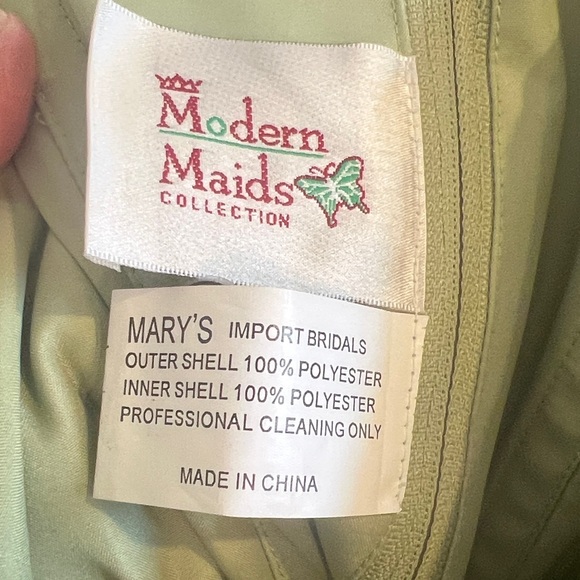 Modern
Maids
COLLECTION
MARY'S IMPORT BRIDALS
OUTER SHELL 100% POLYESTER
INNER SHELL 100% POLYESTER
PROFESSIONAL CLEANING ONLY
MADE IN CHINA